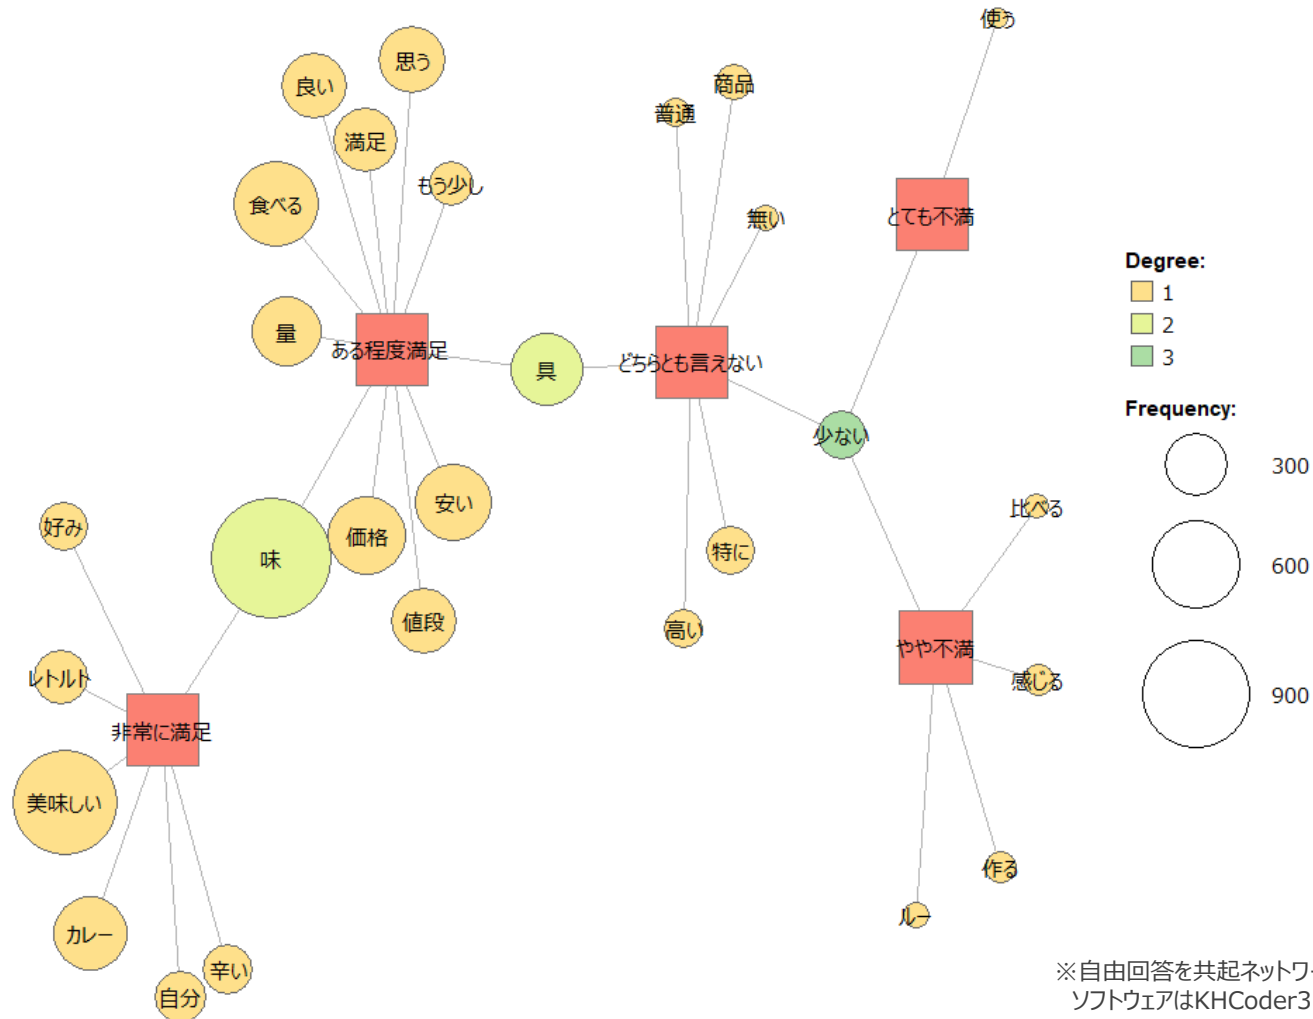 使う
思う
良い
商品
普通
満足
もう少し
食べる
無い
とても不満
Degree:
1
2
3
量
ある程度満足
具
どちらとも言えない
Frequency:
300
少ない
安い
比べる
好み
価格
特に
味
600
値段
高い
やや不満
レトルト
感じる
900
非常に満足
美味しい
作る
カレー
ルー
辛い
自分
※自由回答を共起ネットワ
ソフトウェアはKHCoder3